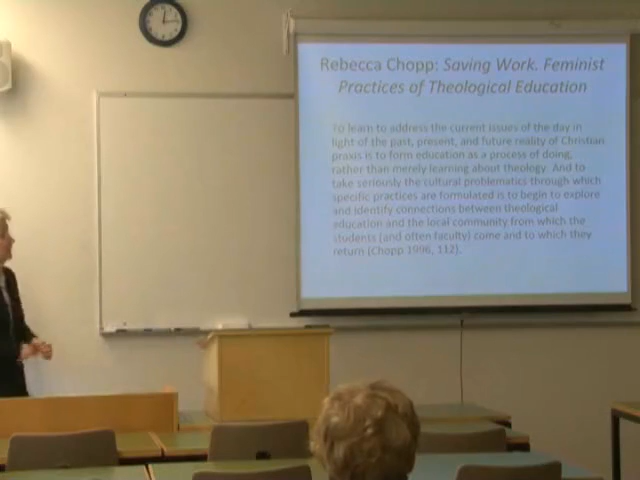 Rebecca Chopp: Saving Work. Feminist
Practices of Theological Education
To learn to address the current issues of the day in
light of the past, present, and future reality of Christian
praxis is to form education as a process of doing,
rather than merely learning about theology. And to
take seriously the cultural problematics through which
specific practices are formulated is to begin to explore
and identify connections between theological
education and the local community from which the
students (and often faculty) come and to which they
return (Chopp 1996, 112).